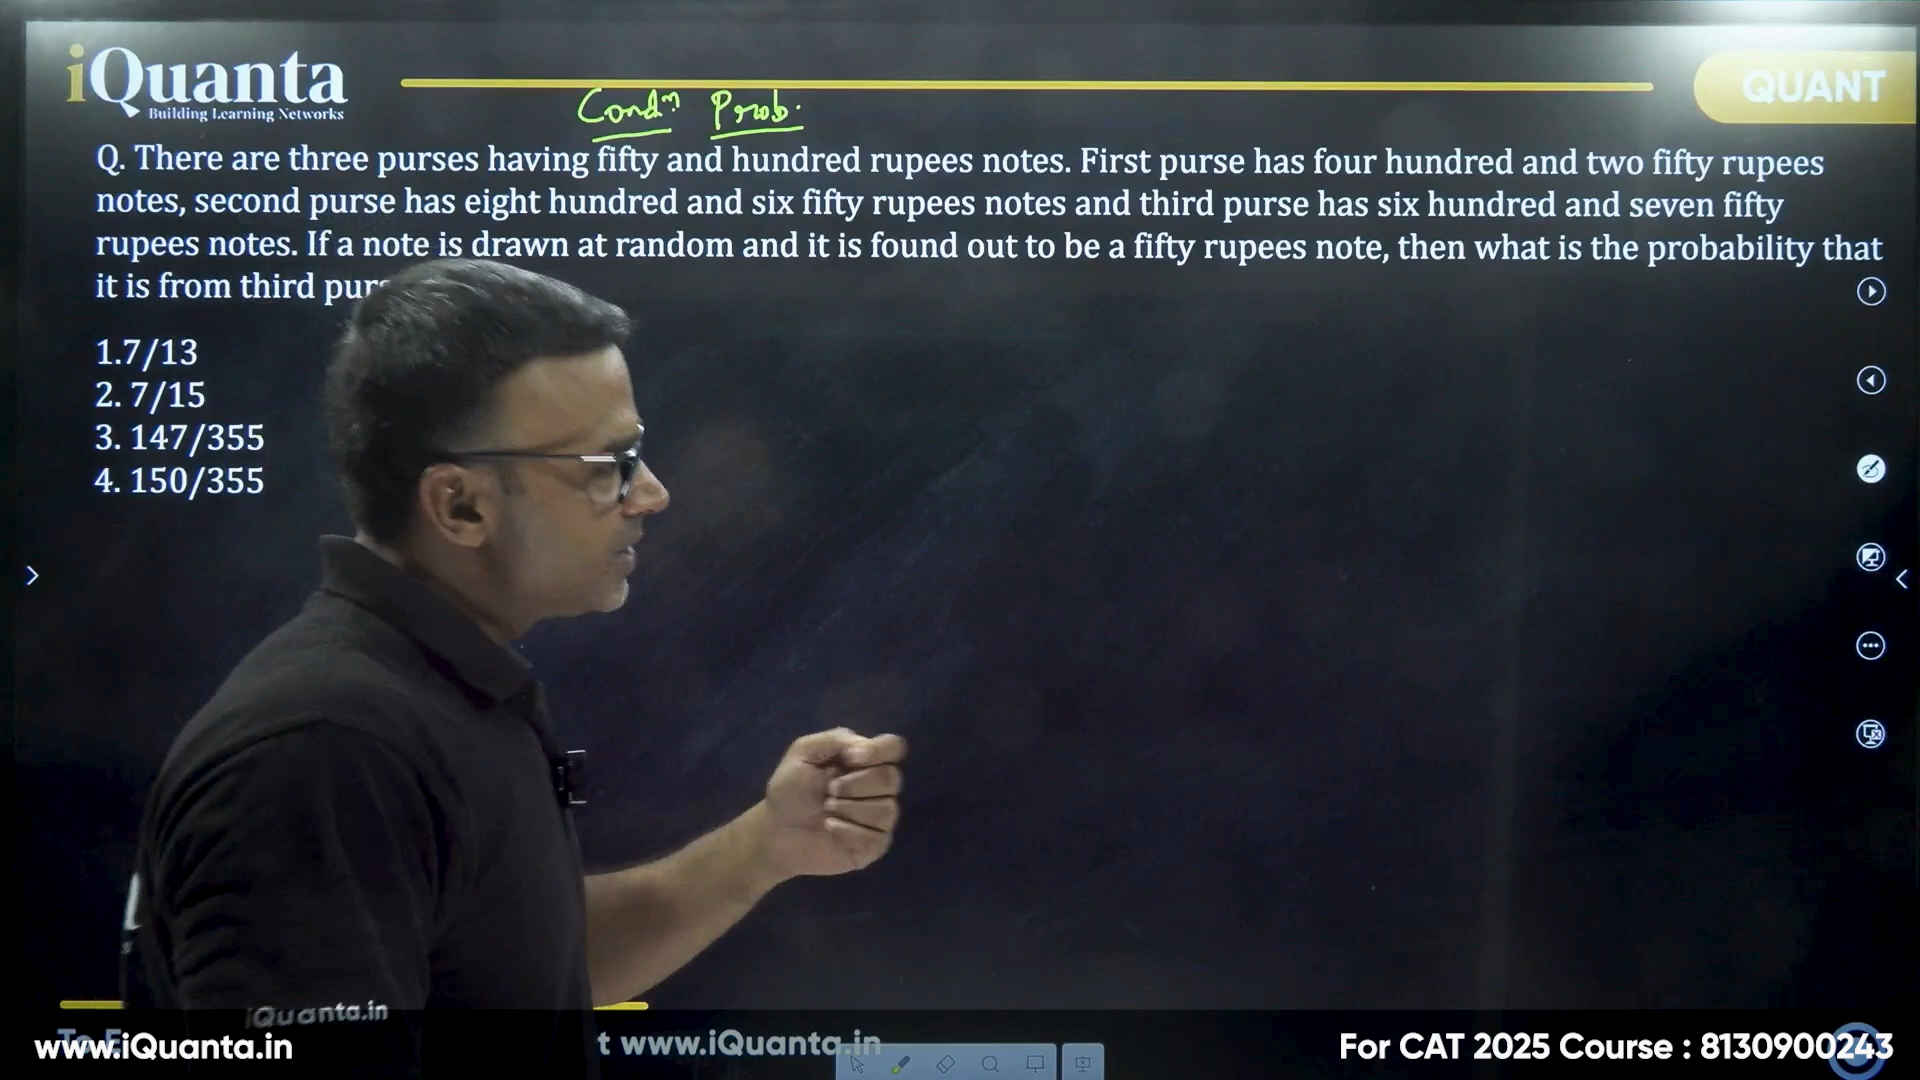 iQuanta
Building Learning Networks
QUANT
Condn Prob.
Q. There are three purses having fifty and hundred rupees notes. First purse has four hundred and two fifty rupees
notes, second purse has eight hundred and six fifty rupees notes and third purse has six hundred and seven fifty
rupees notes. If a note is drawn at random and it is found out to be a fifty rupees note, then what is the probability that
it is from third
1.7/13
2. 7/15
3. 147/355
4. 150/355
iQuanta.in
www.iQuanta.in
www.iQuanta.in
For CAT 2025 Course : 8130900243